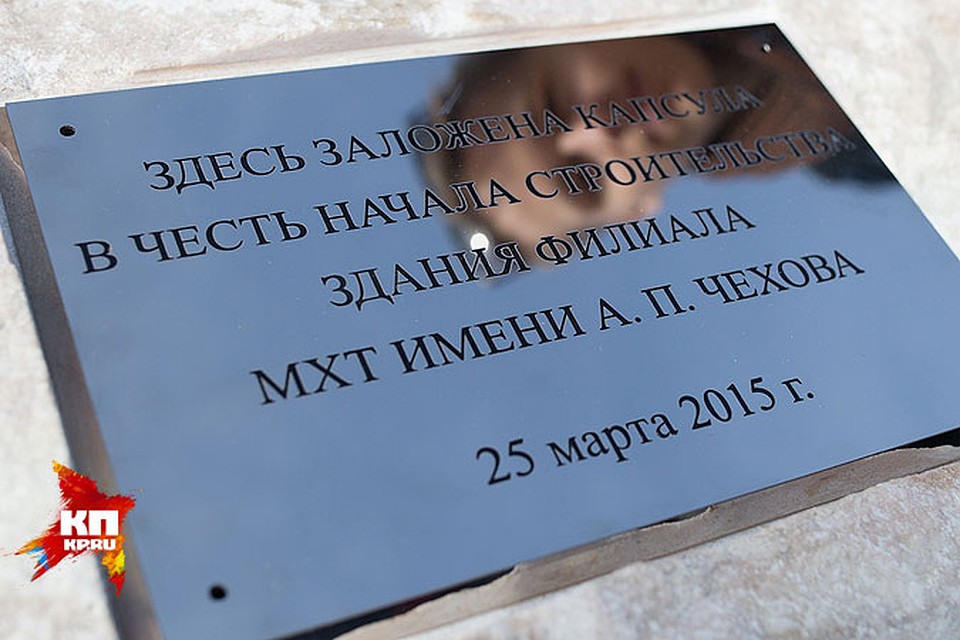 ЗДЕСЬ ЗАЛОЖЕНА КАПСУЛА
В ЧЕСТЬ НАЧАЛА СТРОИТЕЛЬСТВА
ЗДАНИЯ ФИЛИАЛА
МХТ ИМЕНИ А. П. ЧЕХОВА
25 марта 2015 г.
КП
KP.RU